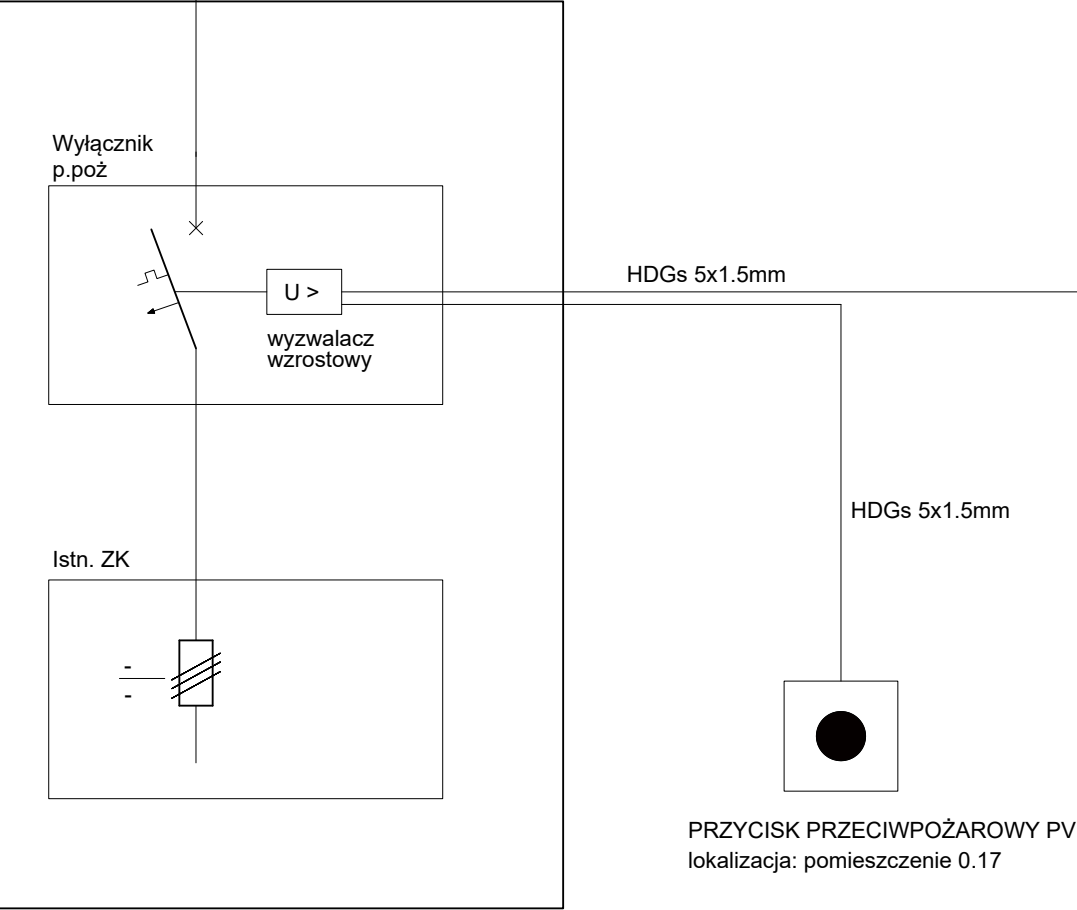 Wyłącznik
p.poż
HDGs 5x1.5mm
U >
wyzwalacz
wzrostowy
HDGs 5x1.5mm
Istn. ZK
-
-
PRZYCISK PRZECIWPOŻAROWY PV
lokalizacja: pomieszczenie 0.17